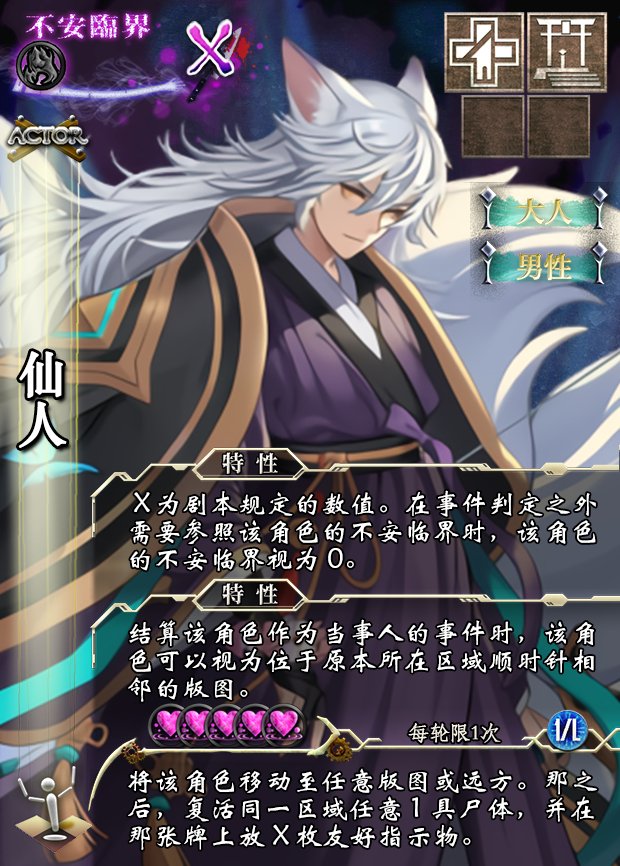 不安臨界
X
ACTOR
大人
男性
仙人
特性
X为剧本规定的数值。在事件判定之外
需要参照该角色的不安临界时，该角色
的不安临界视为0。
特性
结算该角色作为当事人的事件时，该角
色可以视为位于原本所在区域顺时针相
邻的版图。
每轮限1次
1/L
将该角色移动至任意版图或远方。那之
后，复活同一区域任意1具尸体，并在
那张牌上放X枚友好指示物。